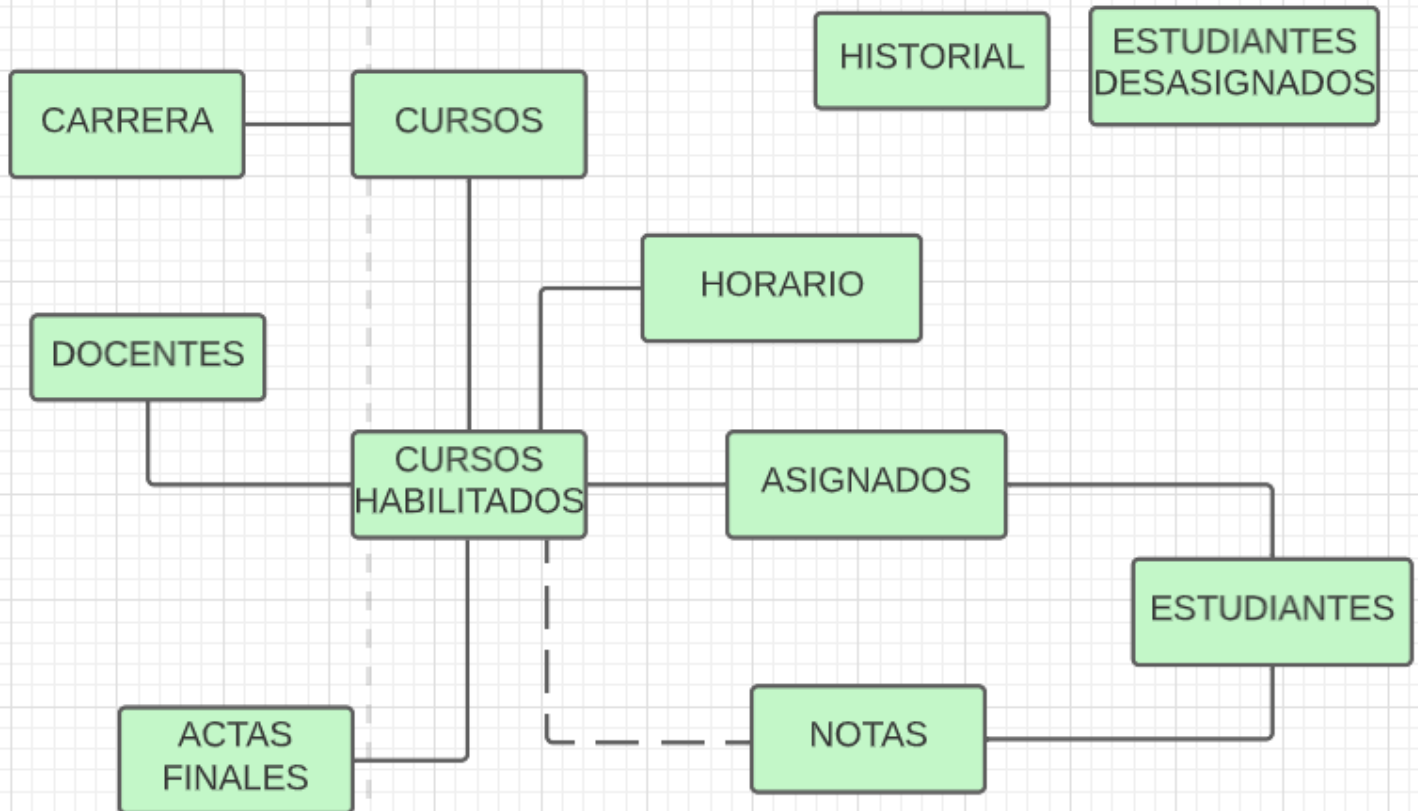 HISTORIAL
ESTUDIANTES
DESASIGNADOS
CARRERA
CURSOS
HORARIO
DOCENTES
CURSOS
HABILITADOS
ASIGNADOS
ESTUDIANTES
ACTAS
FINALES
NOTAS